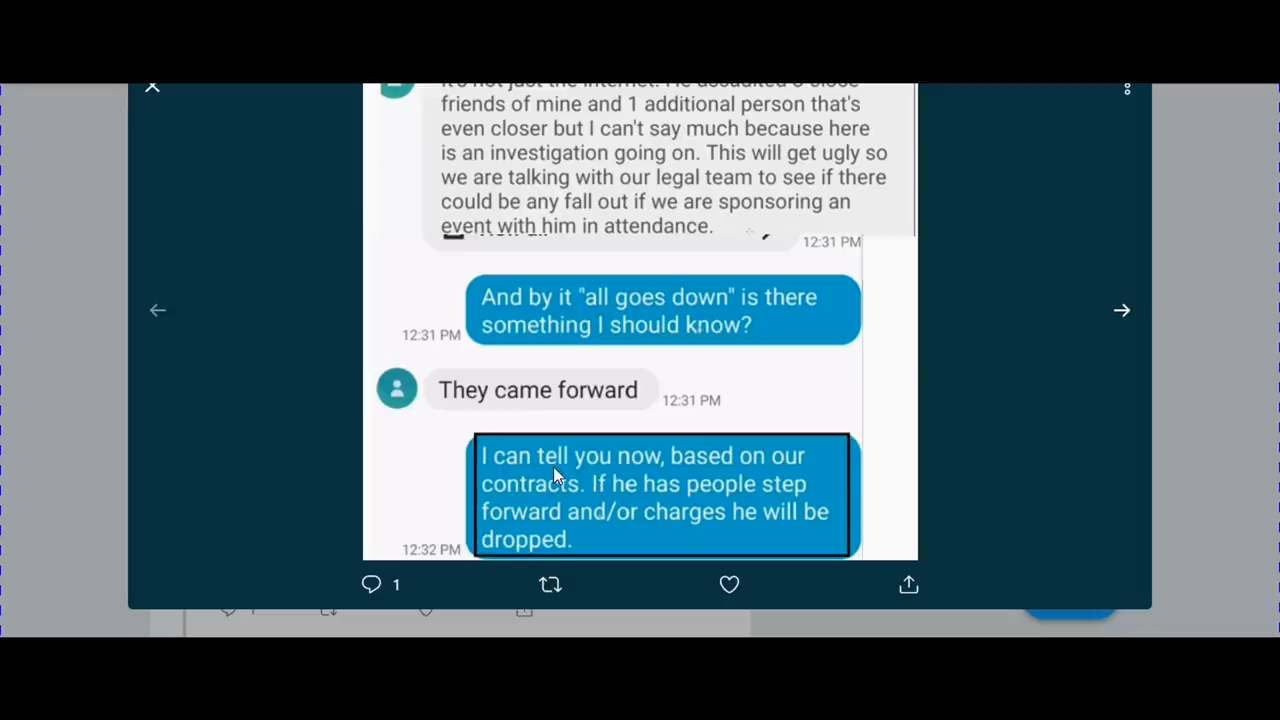 friends of mine and 1 additional person that's
even closer but I can't say much because here
is an investigation going on. This will get ugly so
we are talking with our legal team to see if there
could be any fall out if we are sponsoring an
event with him in attendance.
12:31 PM
And by it "all goes down" is there
something I should know?
12:31 PM
They came forward
12:31 PM
I can tell you now, based on our
contracts. If he has people step
forward and/or charges he will be
dropped.
12:32 PM
1